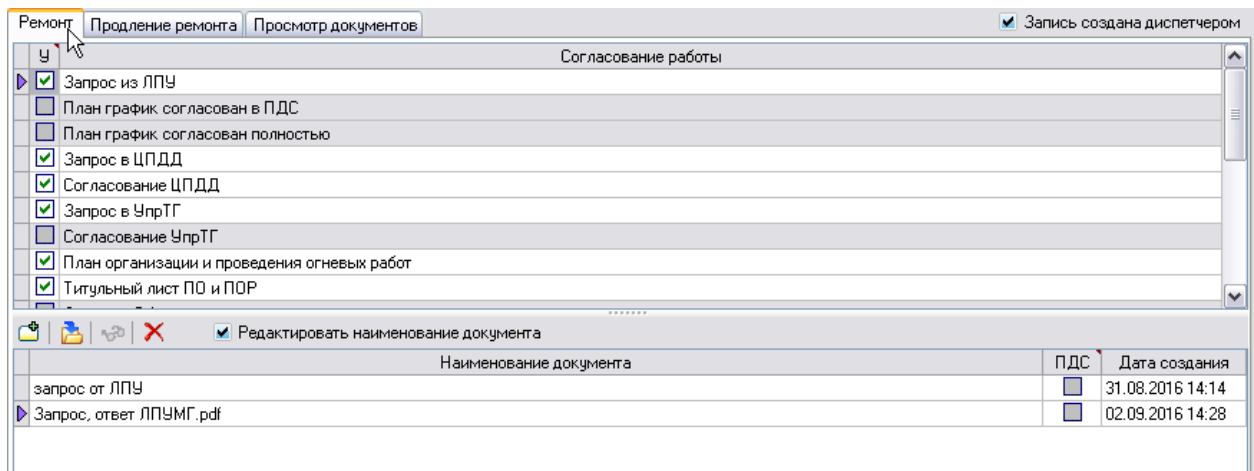 Ремонт Продление ремонта Просмотр документов Запись создана диспетчером
У Согласование работы
Запрос из ЛПУ
План график согласован в ПДС
План график согласован полностью
Запрос в ЦПДД
Согласование ЦПДД
Запрос в УпрТГ
Согласование УпрТГ
План организации и проведения огневых работ
Титульный лист ПО и ПОР
Редактировать наименование документа
Наименование документа ПДС Дата создания
запрос от ЛПУ 31.08.2016 14:14
Запрос, ответ ЛПУМГ.pdf 02.09.2016 14:28